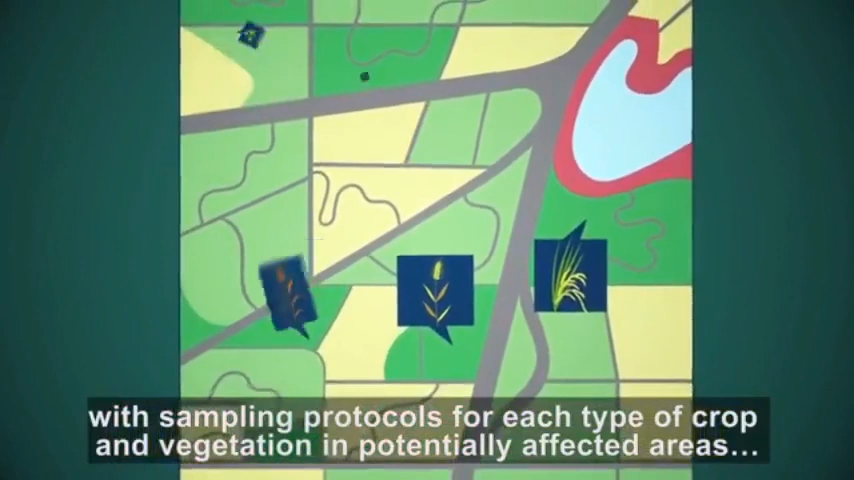 with sampling protocols for each type of crop
and vegetation in potentially affected areas...